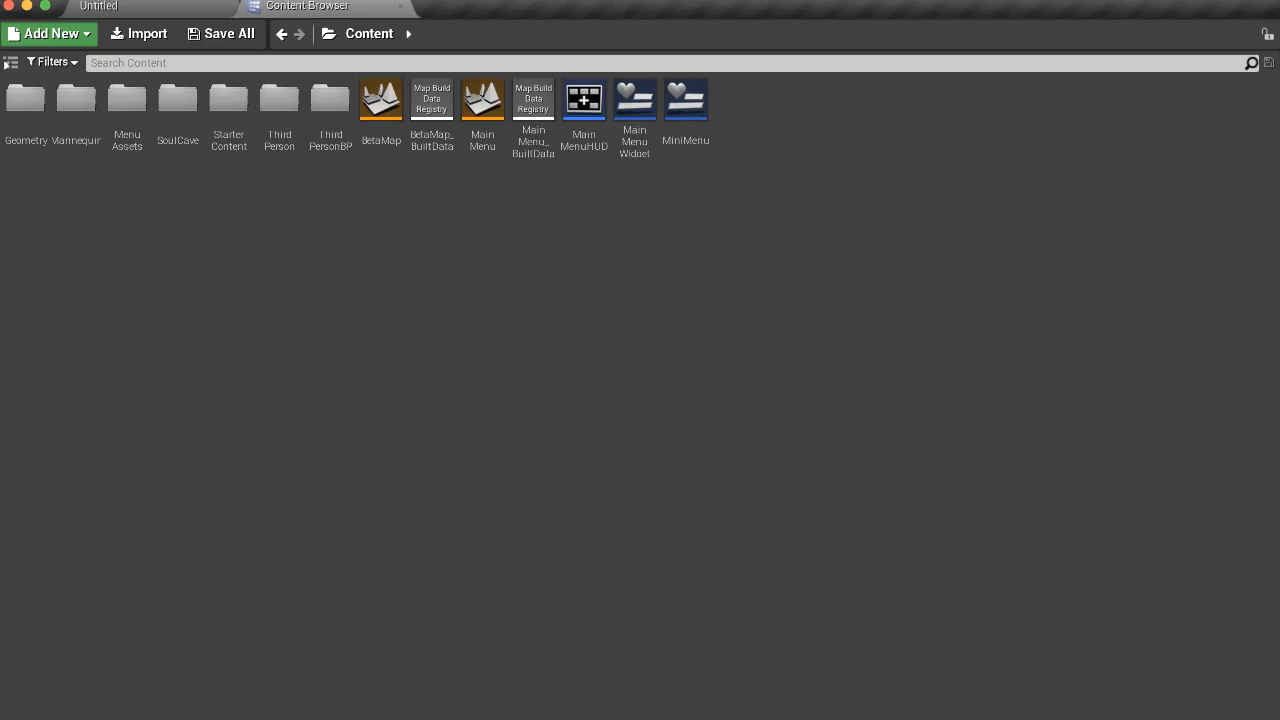 Untitled
Content Browser
Add New
Import
Save All
Content
Filters
Search Content
Map Build
Data
Registry
Map Build
Data
Registry
Geometry
Mannequin
Menu
Assets
SoulCave
Starter
Content
Third
Person
Third
PersonBP
BetaMap
BetaMap_
BuiltData
Main
Menu
Main
Menu_
BuiltData
Main
MenuHUD
Main
Menu
Widget
MiniMenu